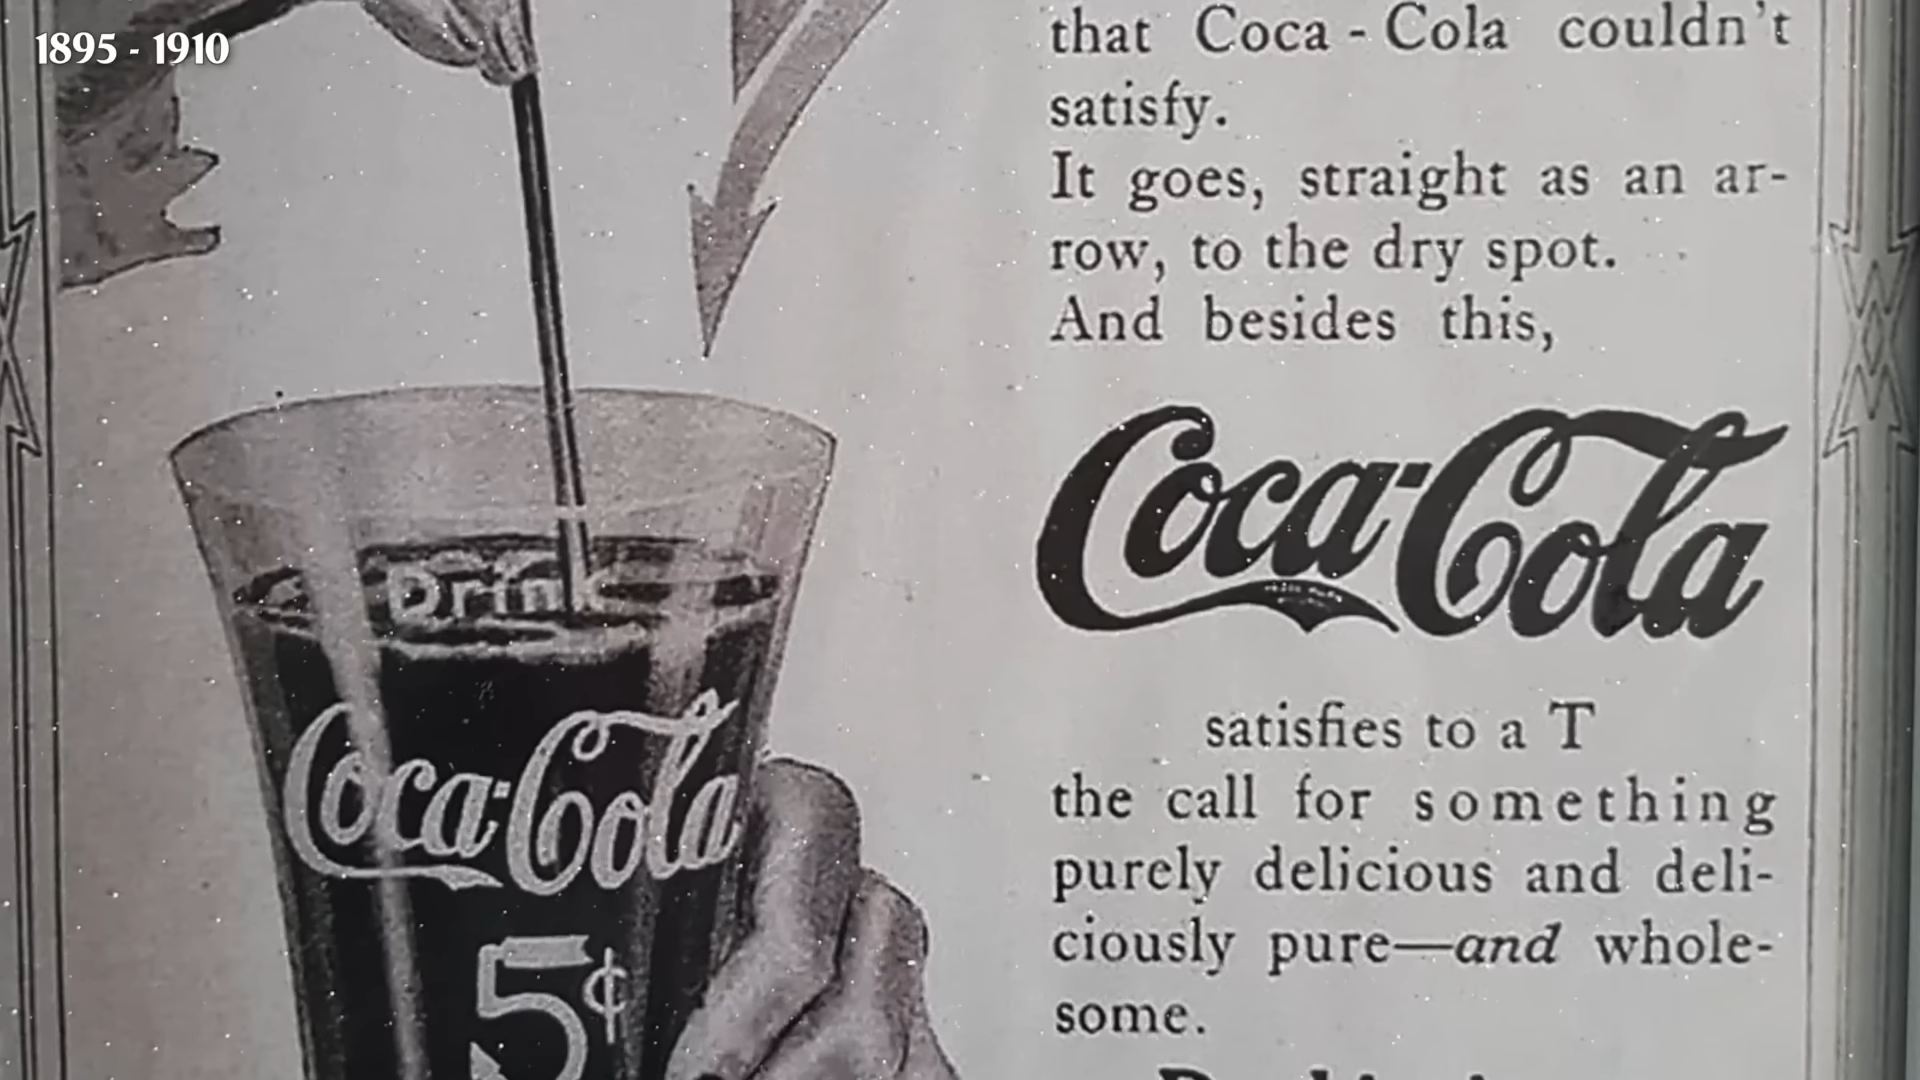 1895 - 1910
that Coca-Cola couldn't
satisfy.
It goes, straight as an ar-
row, to the dry spot.
And besides this,
Coca-Cola
satisfies to a T
the call for something
purely delicious and deli-
ciously pure—and whole-
some.
Drink
Coca-Cola
5¢